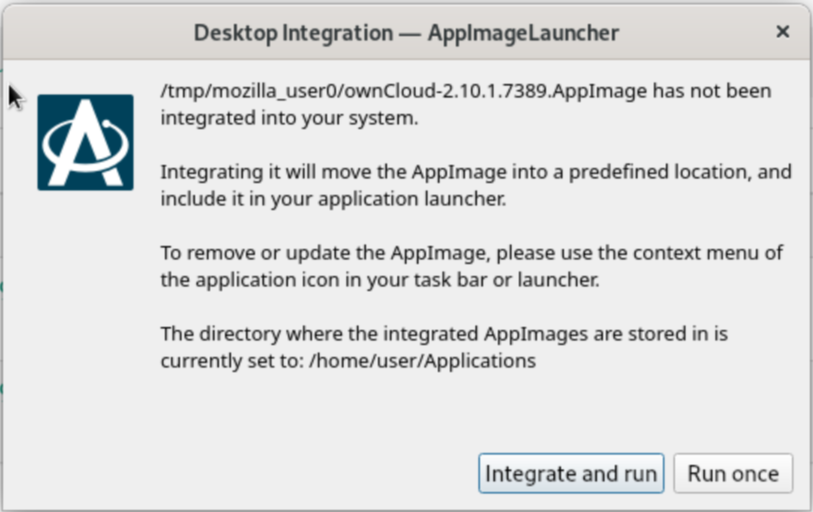 Desktop Integration — AppImageLauncher
/tmp/mozilla_user0/ownCloud-2.10.1.7389.AppImage has not been
integrated into your system.
Integrating it will move the AppImage into a predefined location, and
include it in your application launcher.
To remove or update the AppImage, please use the context menu of
the application icon in your task bar or launcher.
The directory where the integrated AppImages are stored in is
currently set to: /home/user/Applications
Integrate and run
Run once